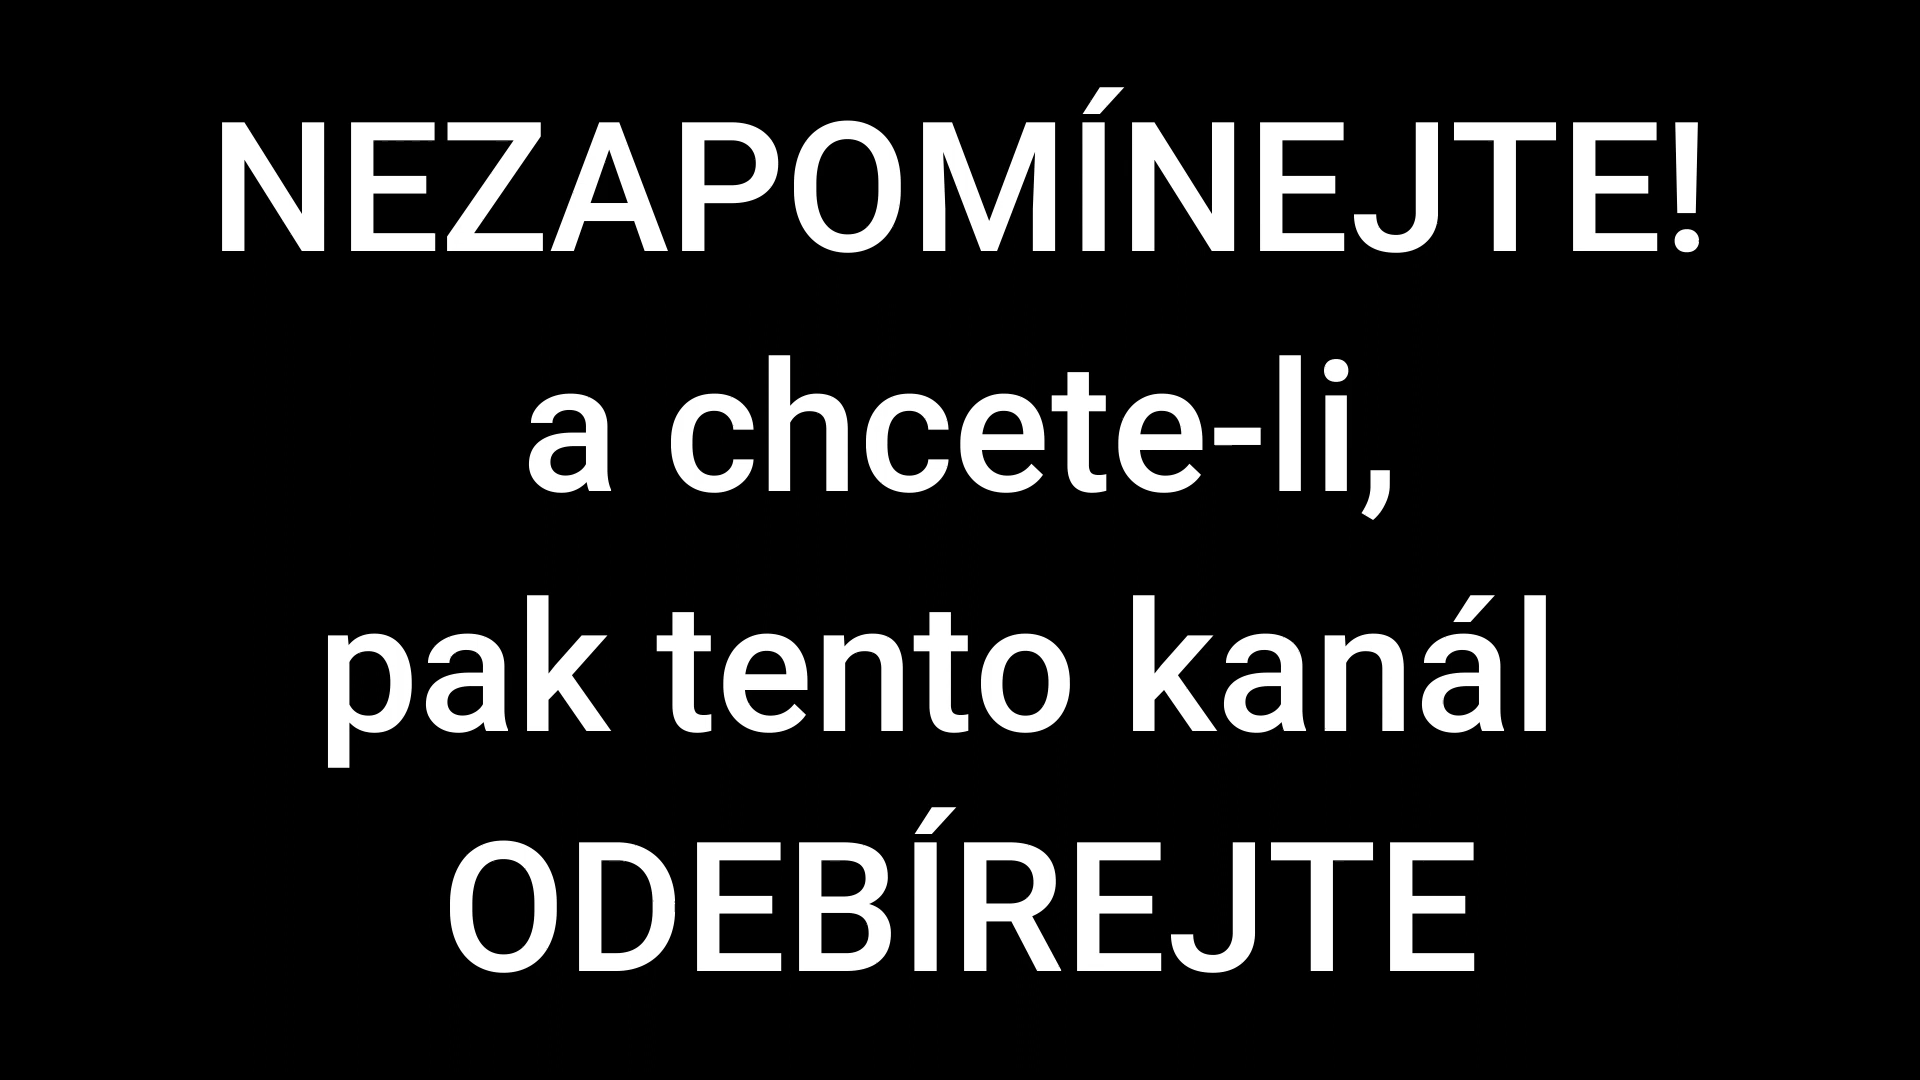 NEZAPOMÍNEJTE!
a chcete-li,
pak tento kanál
ODEBÍREJTE